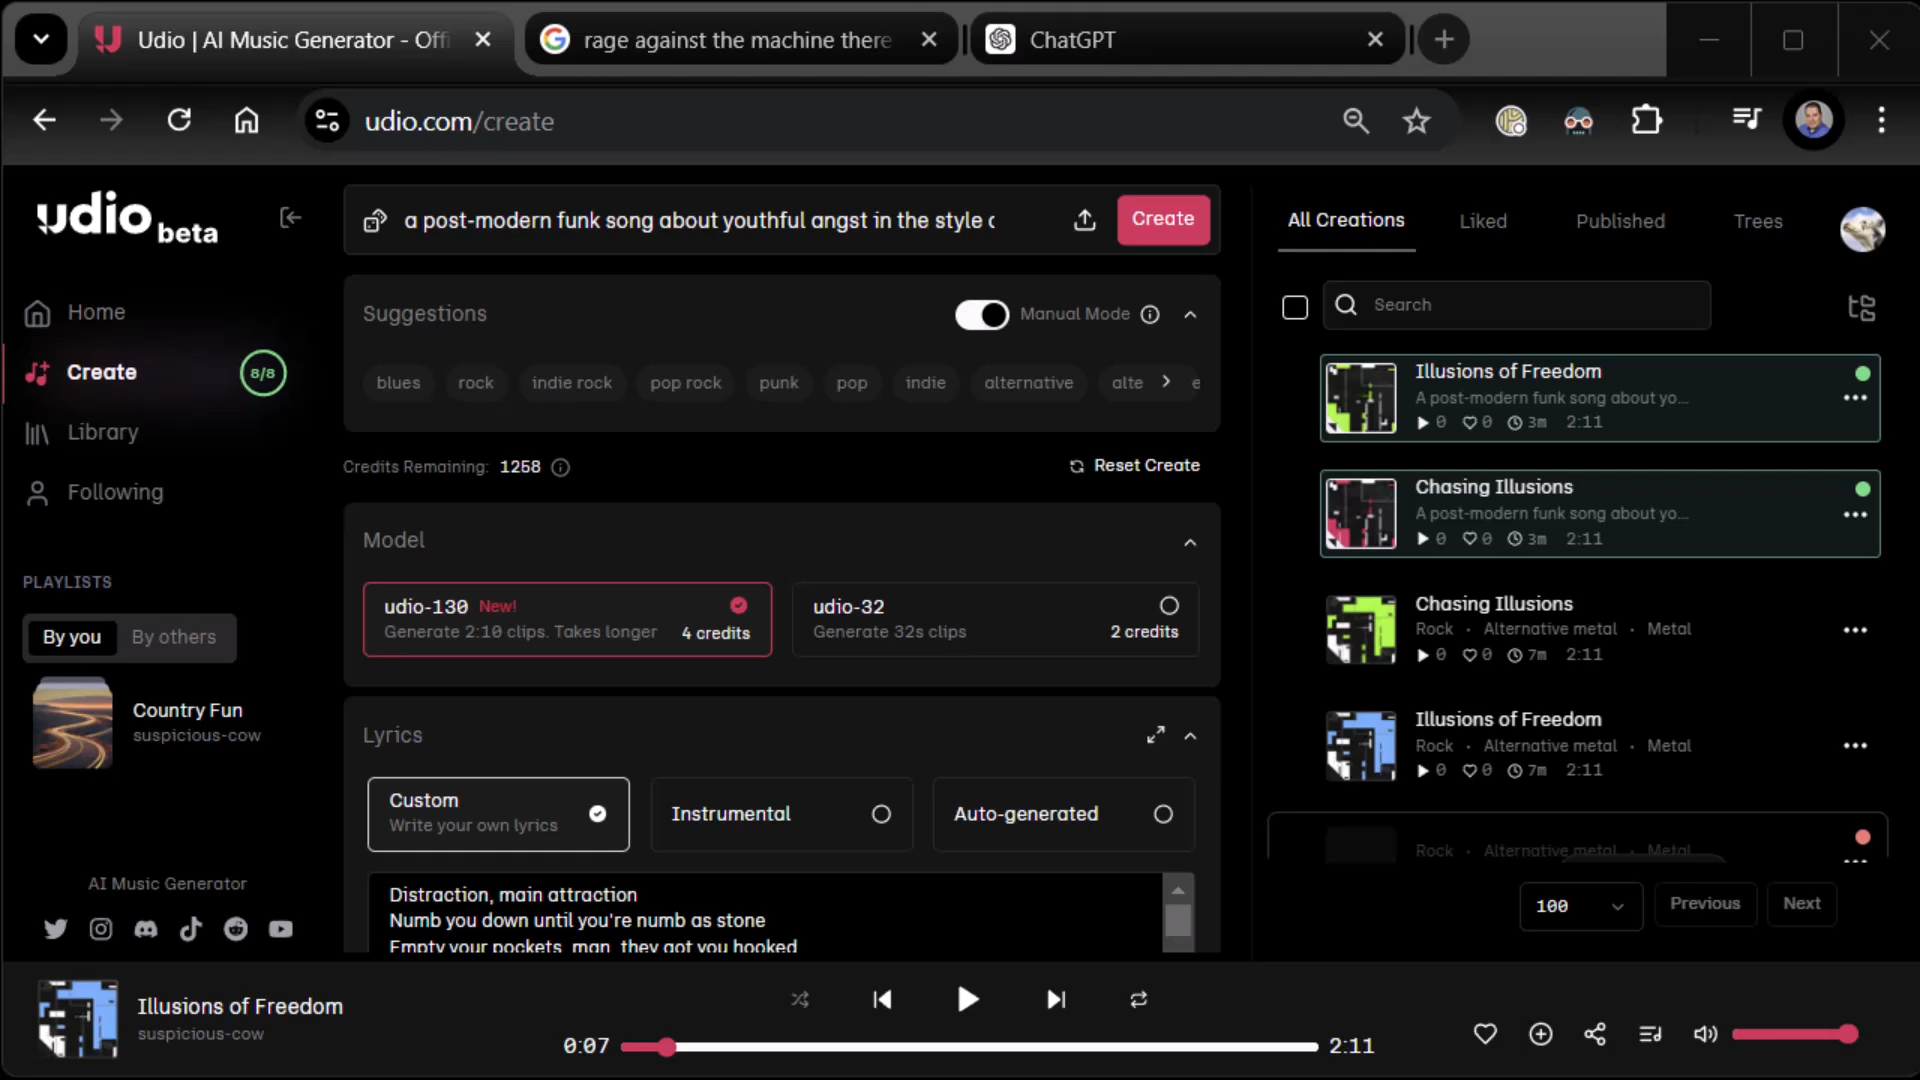 Udio | AI Music Generator - Offi
rage against the machine there
ChatGPT
udio.com/create
udio beta
a post-modern funk song about youthful angst in the style
Create
All Creations
Liked
Published
Trees
Home
Create
8/8
Library
Following
PLAYLISTS
By you
By others
Country Fun
suspicious-cow
AI Music Generator
Suggestions
Manual Mode
blues
rock
indie rock
pop rock
punk
pop
indie
alternative
alte
Credits Remaining: 1258
Reset Create
Model
udio-130 New!
Generate 2:10 clips. Takes longer
4 credits
udio-32
Generate 32s clips
2 credits
Lyrics
Custom
Write your own lyrics
Instrumental
Auto-generated
Distraction, main attraction
Numb you down until you're numb as stone
Empty your pockets, man, they got you hooked
Search
Illusions of Freedom
A post-modern funk song about yo...
0 0 3m 2:11
Chasing Illusions
A post-modern funk song about yo...
0 0 3m 2:11
Chasing Illusions
Rock · Alternative metal · Metal
0 0 7m 2:11
Illusions of Freedom
Rock · Alternative metal · Metal
0 0 7m 2:11
Rock · Alternative metal · Metal
100
Previous
Next
Illusions of Freedom
suspicious-cow
0:07
2:11